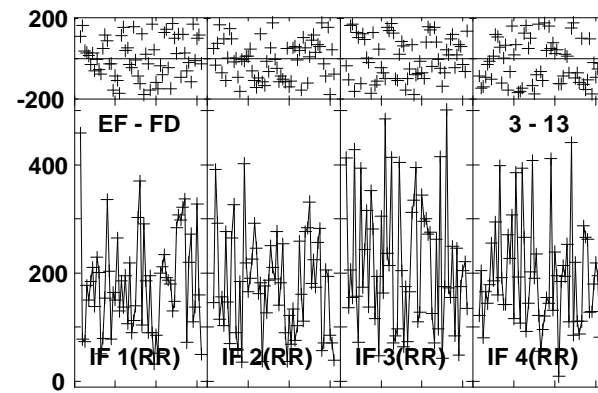 200
-200
EF - FD 3 - 13
400
200
IF 1(RR) IF 2(RR) IF 3(RR) IF 4(RR)
0